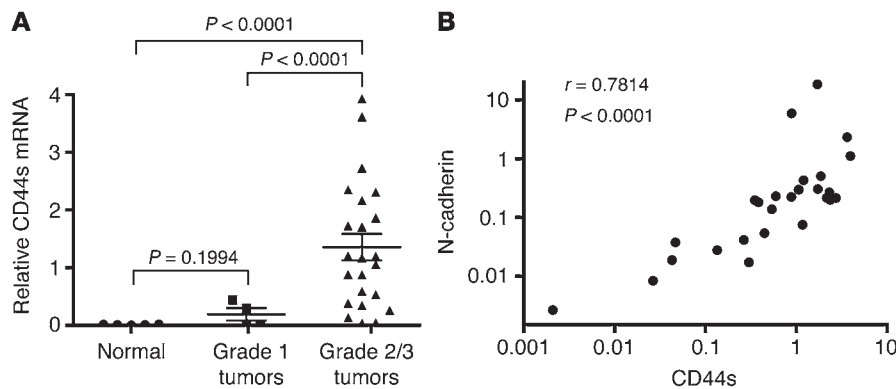 A
P < 0.0001
P < 0.0001
Relative CD44s mRNA
4
3
2
1
0
P = 0.1994
Normal
Grade 1
tumors
Grade 2/3
tumors
B
r = 0.7814
P < 0.0001
N-cadherin
10
1
0.1
0.01
0.001
0.01
0.1
1
10
CD44s